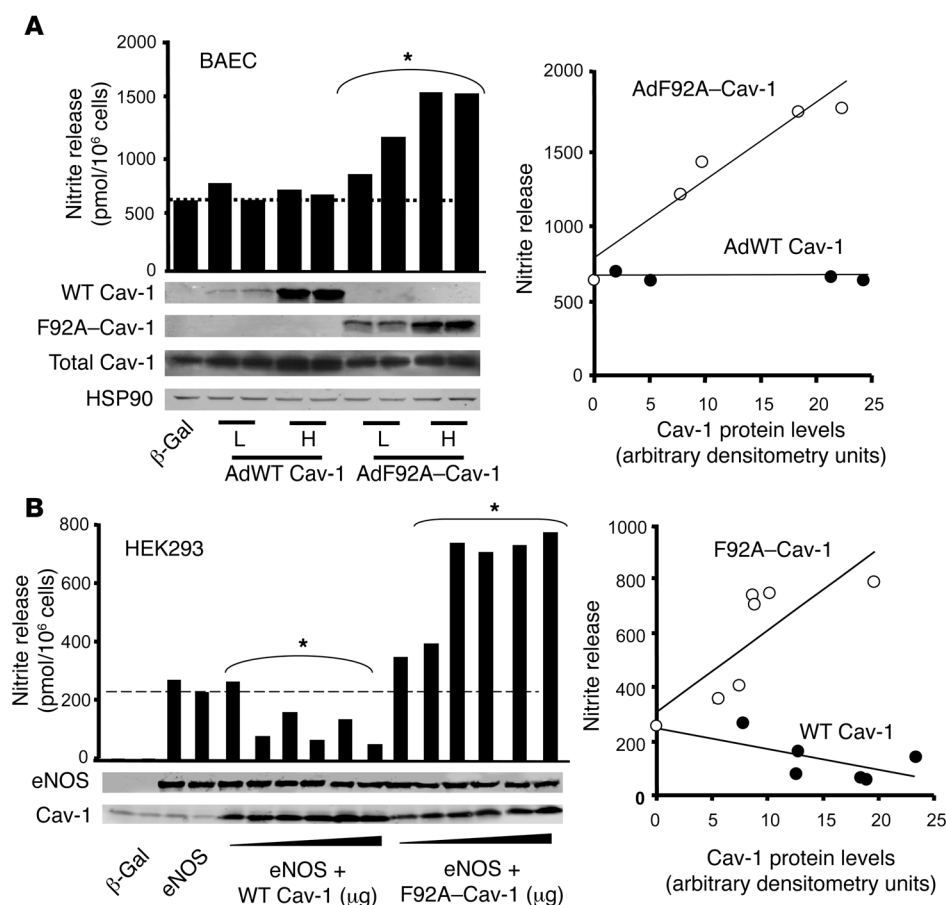 A
BAEC
*
Nitrite release
(pmol/10⁶ cells)
2000
1500
1000
500
0
WT Cav-1
F92A–Cav-1
Total Cav-1
HSP90
β-Gal
L
H
L
H
AdWT Cav-1
AdF92A–Cav-1
AdF92A–Cav-1
AdWT Cav-1
Nitrite release
2000
1500
1000
500
0
0 5 10 15 20 25
Cav-1 protein levels
(arbitrary densitometry units)
B
HEK293
*
*
Nitrite release
(pmol/10⁶ cells)
800
600
400
200
0
eNOS
Cav-1
β-Gal
eNOS
eNOS +
WT Cav-1 (μg)
eNOS +
F92A–Cav-1 (μg)
F92A–Cav-1
WT Cav-1
Nitrite release
1000
800
600
400
200
0
0 5 10 15 20 25
Cav-1 protein levels
(arbitrary densitometry units)